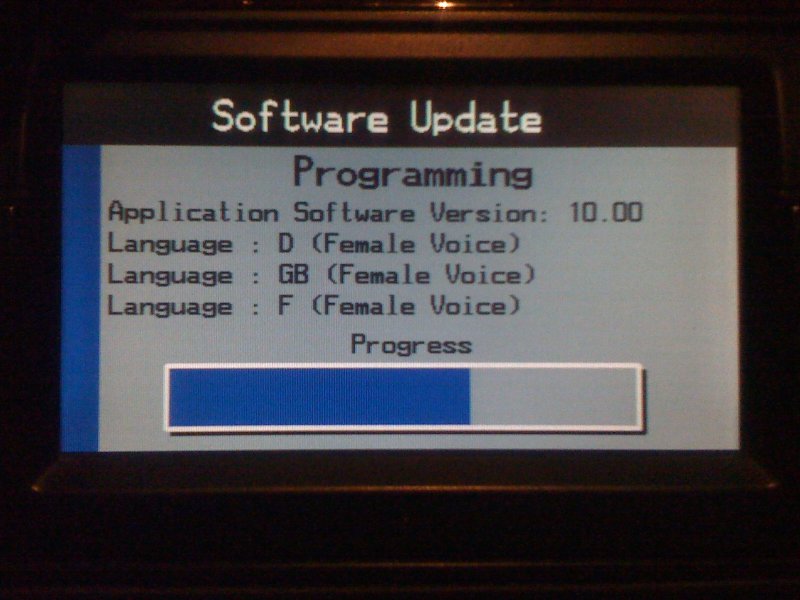 Software Update
Programming
Application Software Version: 10.00
Language : D (Female Voice)
Language : GB (Female Voice)
Language : F (Female Voice)
Progress